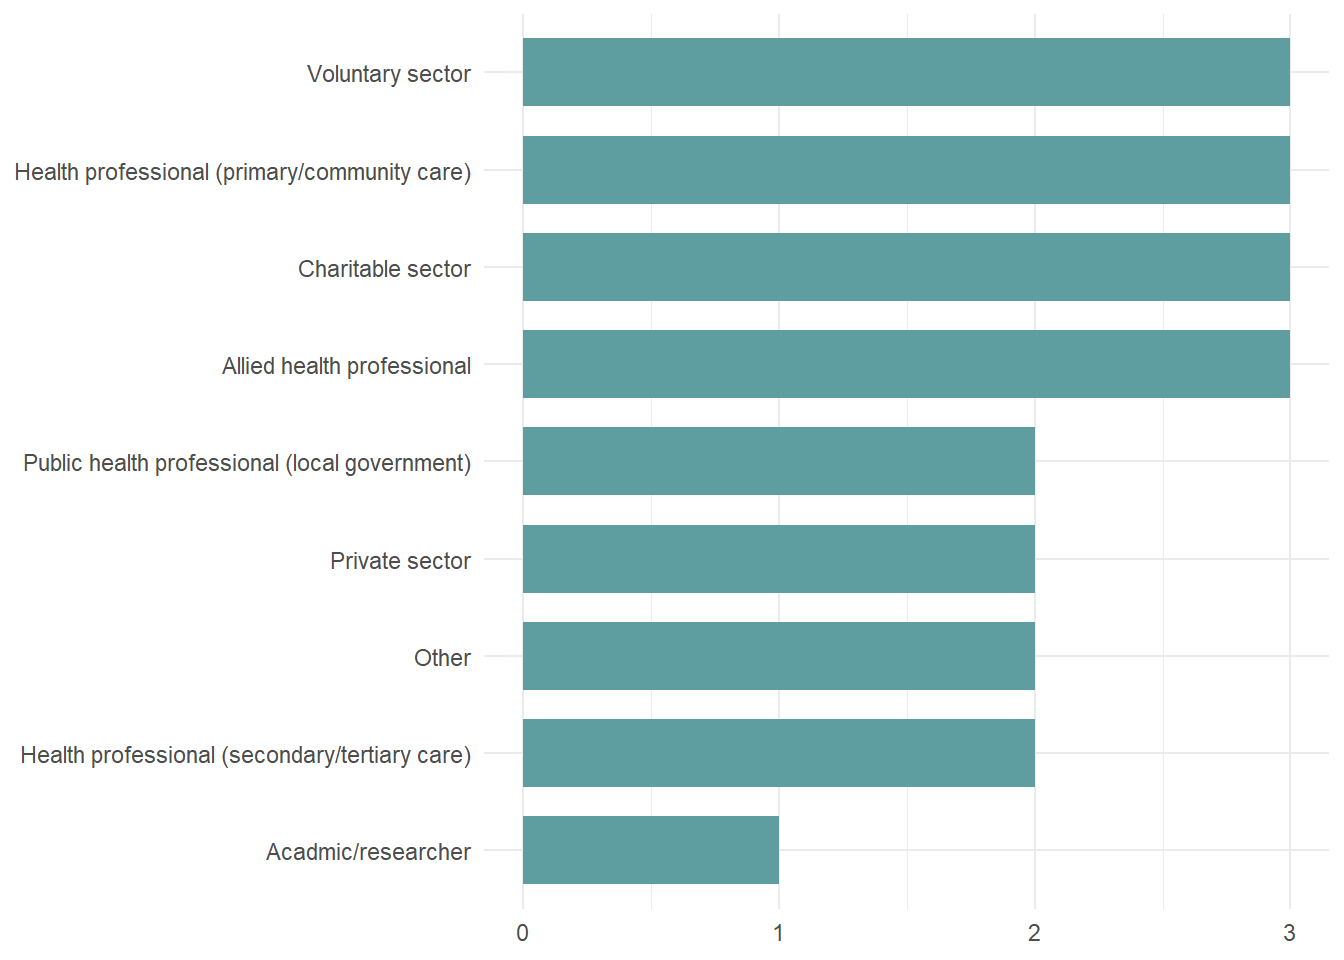 Voluntary sector
Health professional (primary/community care)
Charitable sector
Allied health professional
Public health professional (local government)
Private sector
Other
Health professional (secondary/tertiary care)
Acadmic/researcher
0 1 2 3